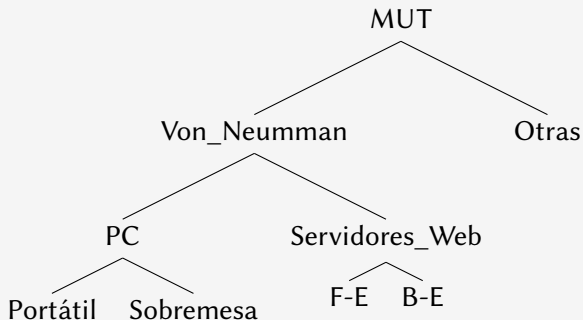 MUT
Von_Neumman Otras
PC Servidores_Web
Portátil Sobremesa F-E B-E